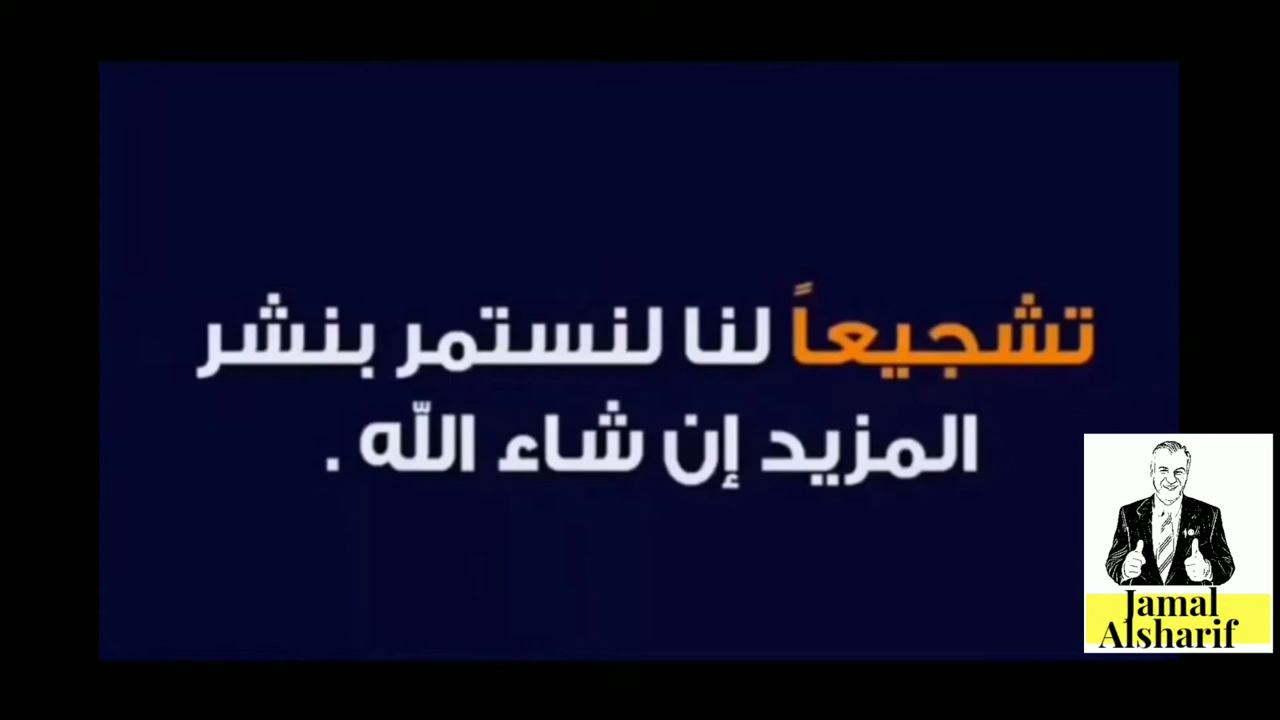 تشجيعاً لنا لنستمر بنشر
المزيد إن شاء الله .
Jamal
Alsharif